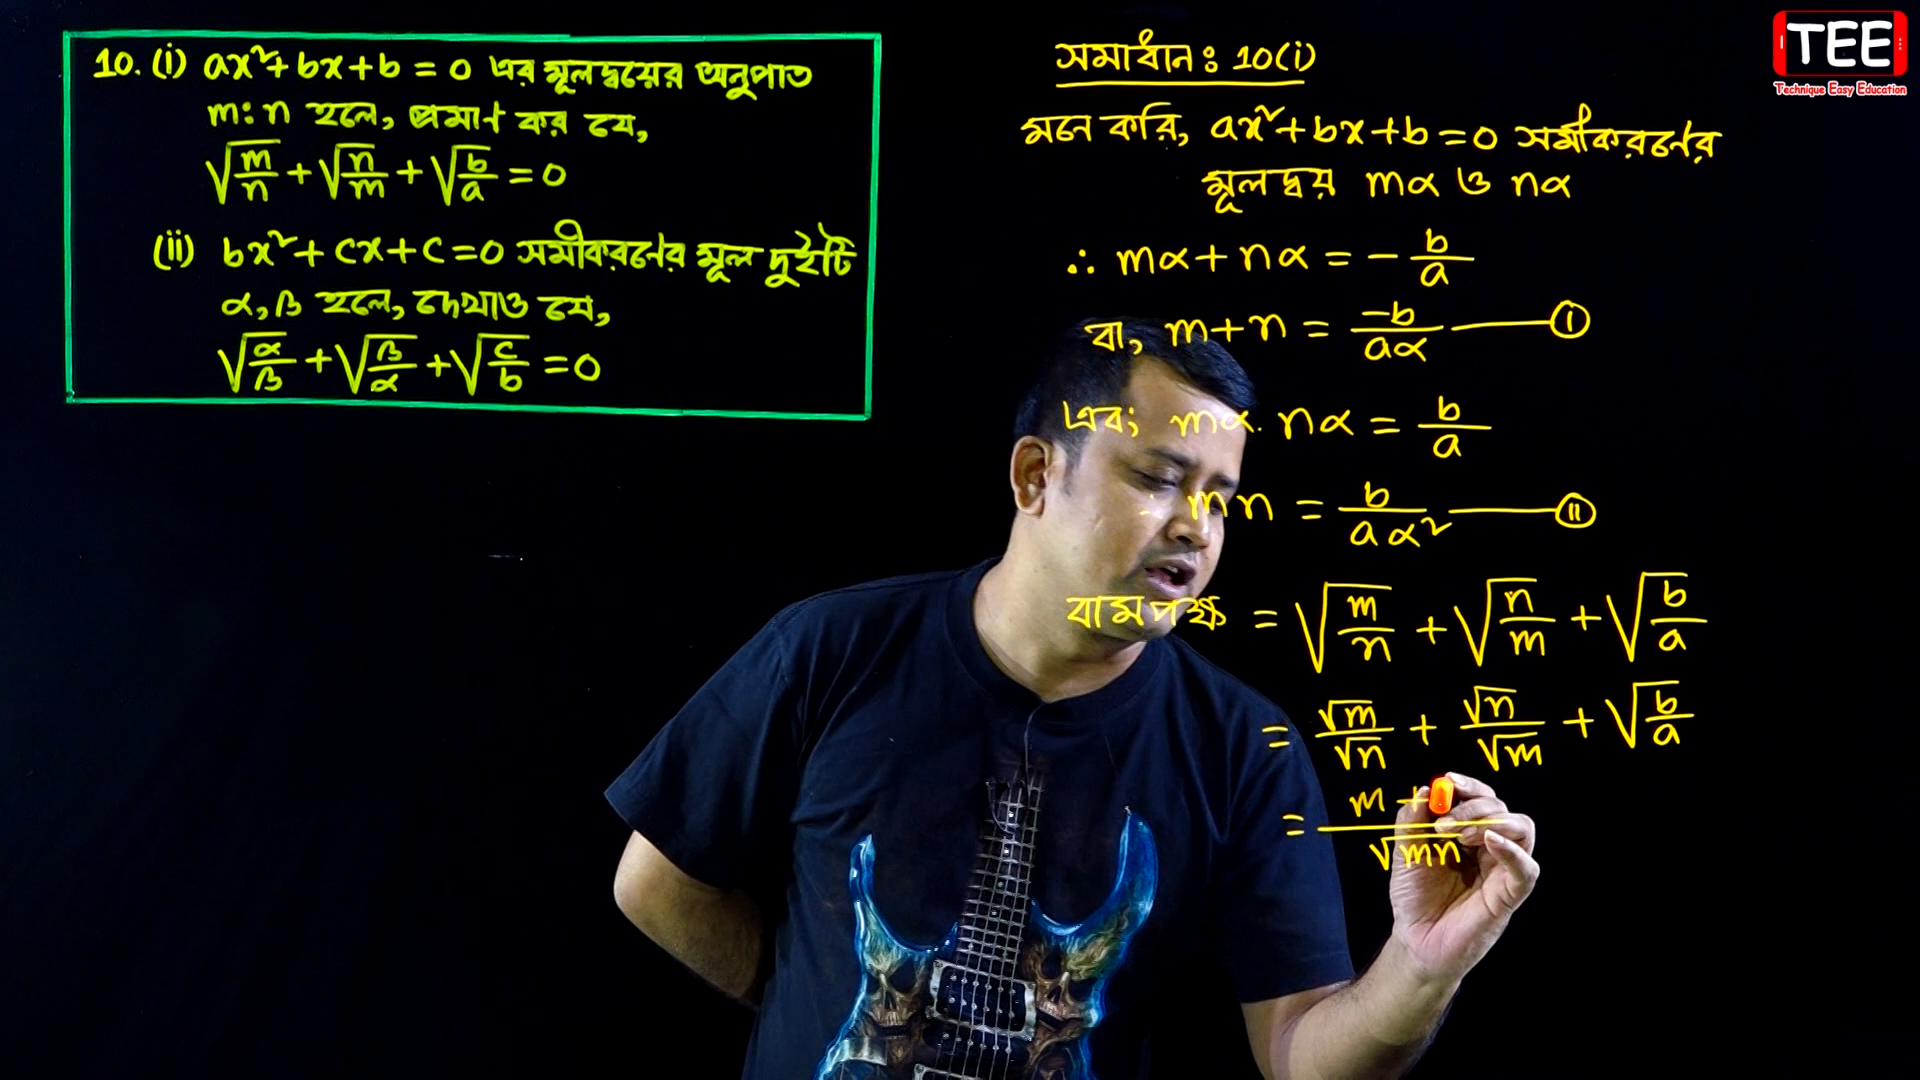 10. (i) ax²+bx+b = 0 এর মূলদ্বয়ের অনুপাত
m:n হলে, প্রমাণ কর যে,
√(m/n) + √(n/m) + √(b/a) = 0
(ii) bx²+cx+c=0 সমীকরণের মূল দুইটি
α,β হলে, দেখাও যে,
√(α/β) + √(β/α) + √(c/b) = 0
সমাধান: 10(i)
মনে করি, ax²+bx+b=0 সমীকরণের
মূলদ্বয় mα ও nα
∴ mα+nα = - b/a
বা, m+n = -b/aα —— (i)
এবং mα. nα = b/a
∴ mn = b/aα² —— (ii)
বামপক্ষ = √(m/n) + √(n/m) + √(b/a)
= √m/√n + √n/√m + √(b/a)
= m+ /√mn
TEE
Technique Easy Education